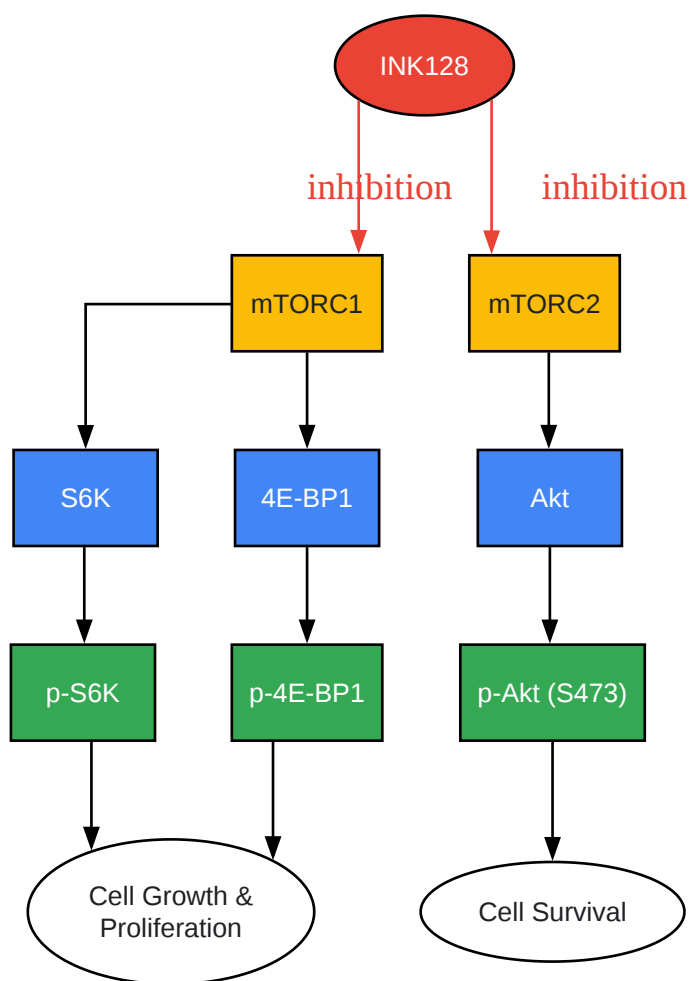 INK128
inhibition
inhibition
mTORC1
mTORC2
S6K
4E-BP1
Akt
p-S6K
p-4E-BP1
p-Akt (S473)
Cell Growth &
Proliferation
Cell Survival